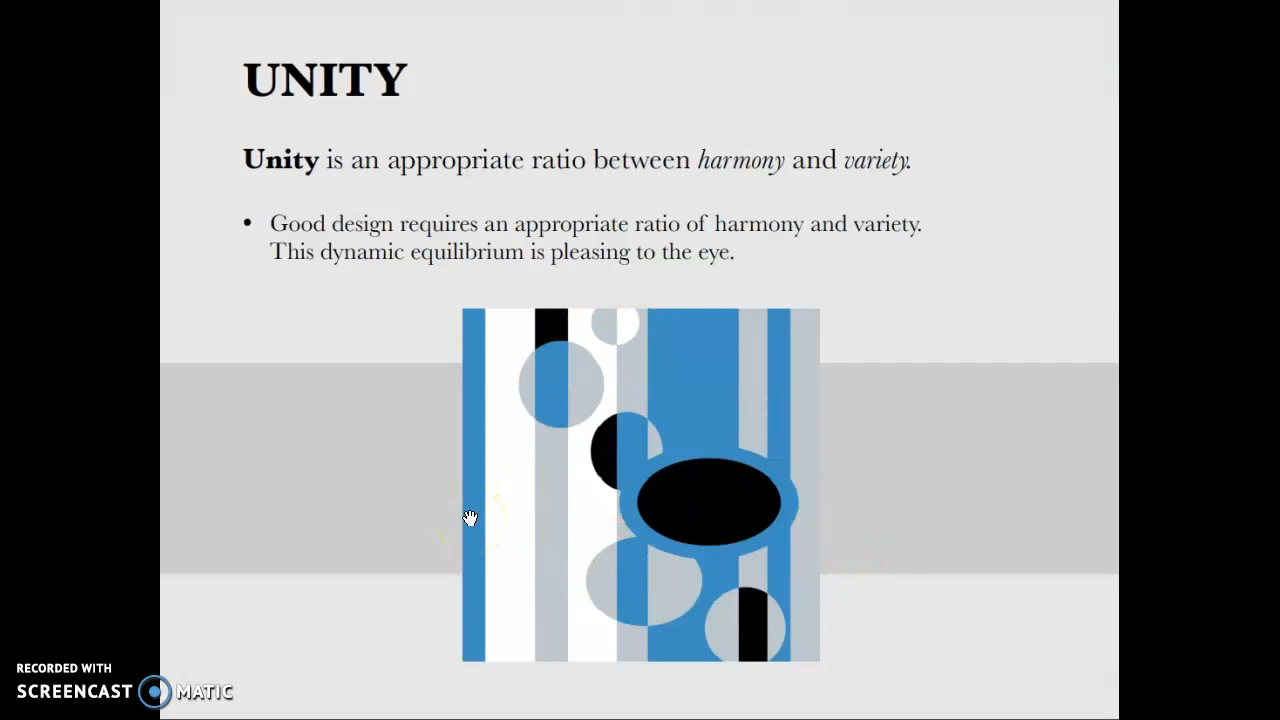 UNITY
Unity is an appropriate ratio between harmony and variety.
• Good design requires an appropriate ratio of harmony and variety.
This dynamic equilibrium is pleasing to the eye.
RECORDED WITH
SCREENCAST MATIC